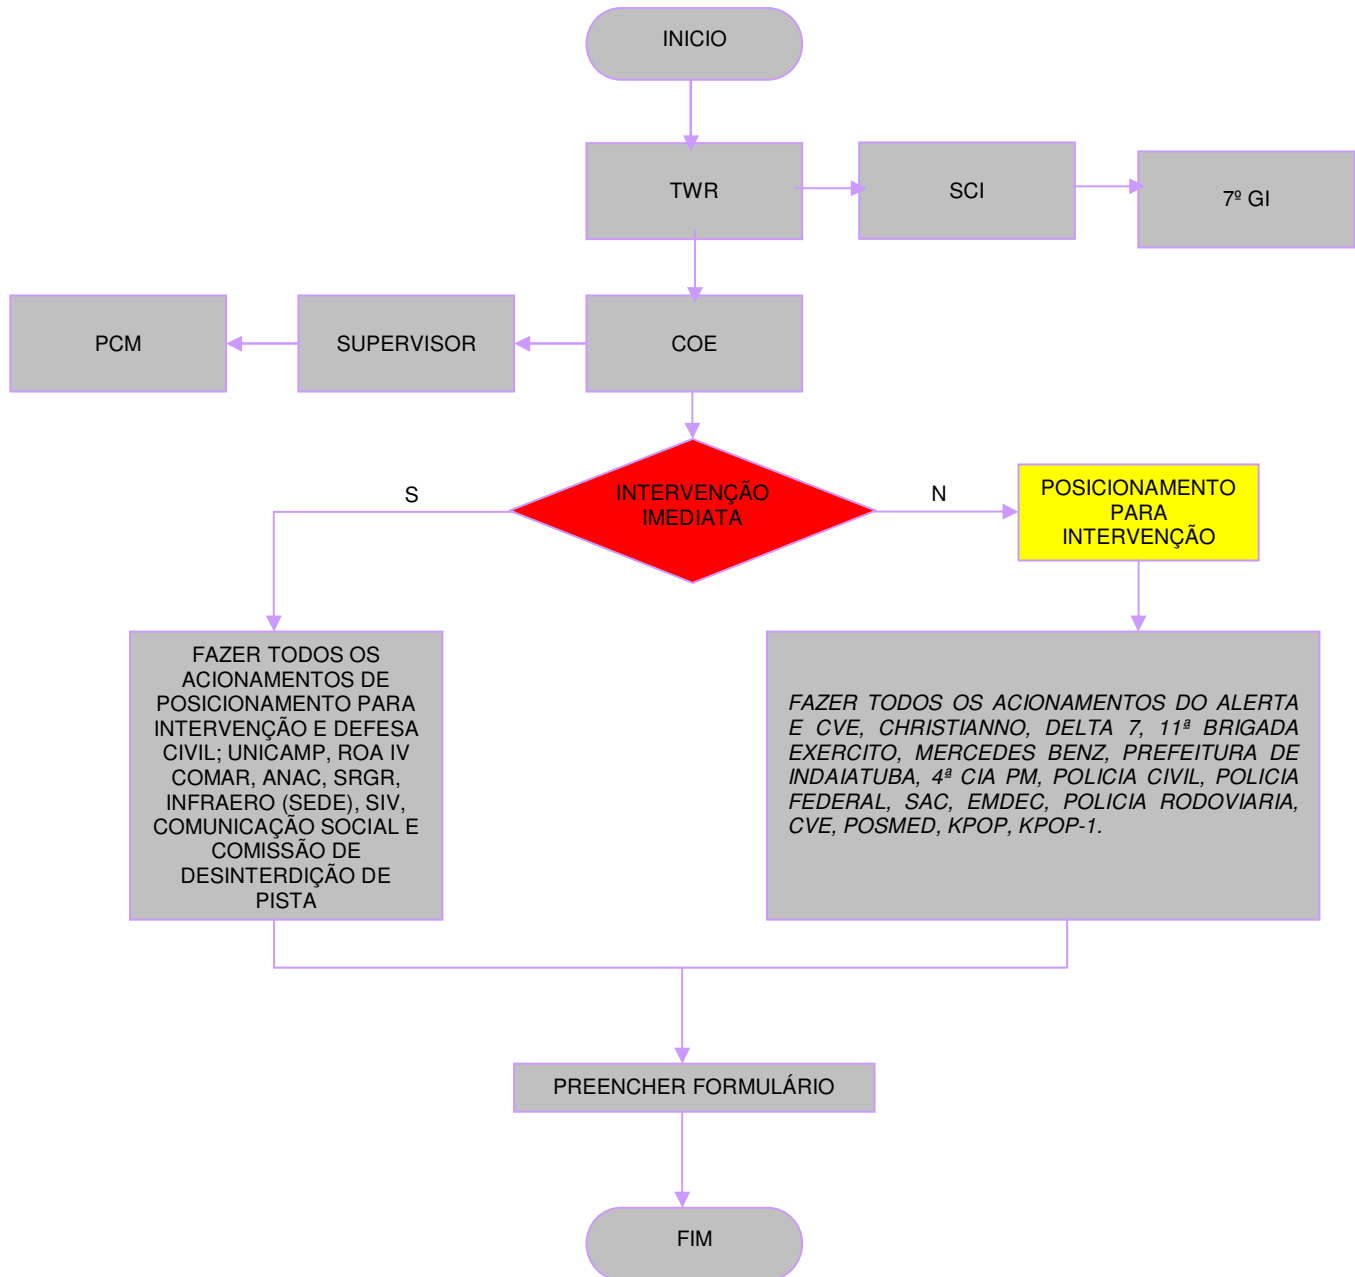 INICIO
TWR
SCI
7º GI
PCM
SUPERVISOR
COE
INTERVENÇÃO
IMEDIATA
S
N
POSICIONAMENTO
PARA
INTERVENÇÃO
FAZER TODOS OS
ACIONAMENTOS DE
POSICIONAMENTO PARA
INTERVENÇÃO E DEFESA
CIVIL; UNICAMP, ROA IV
COMAR, ANAC, SRGR,
INFRAERO (SEDE), SIV,
COMUNICAÇÃO SOCIAL E
COMISSÃO DE
DESINTERDIÇÃO DE
PISTA
FAZER TODOS OS ACIONAMENTOS DO ALERTA
E CVE, CHRISTIANNO, DELTA 7, 11ª BRIGADA
EXERCITO, MERCEDES BENZ, PREFEITURA DE
INDAIATUBA, 4ª CIA PM, POLICIA CIVIL, POLICIA
FEDERAL, SAC, EMDEC, POLICIA RODOVIARIA,
CVE, POSMED, KPOP, KPOP-1.
PREENCHER FORMULÁRIO
FIM